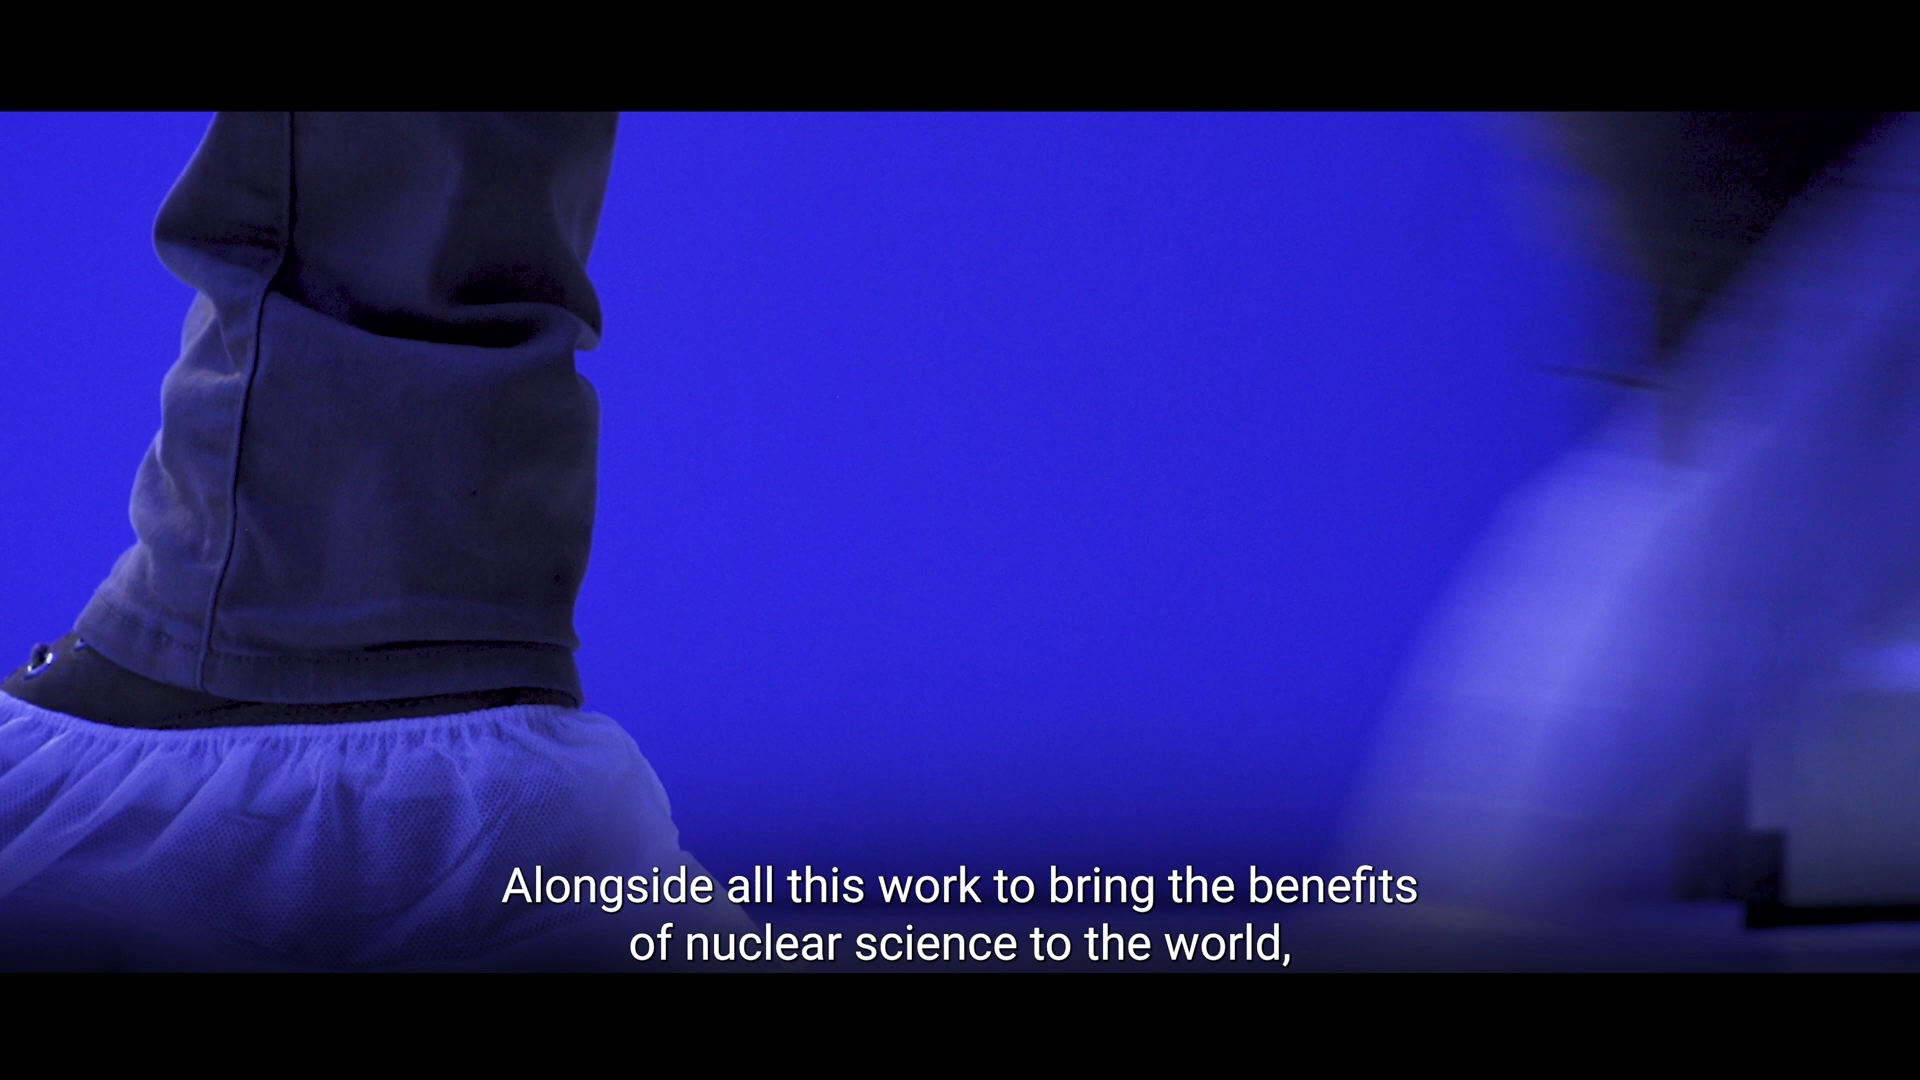 Alongside all this work to bring the benefits
of nuclear science to the world,